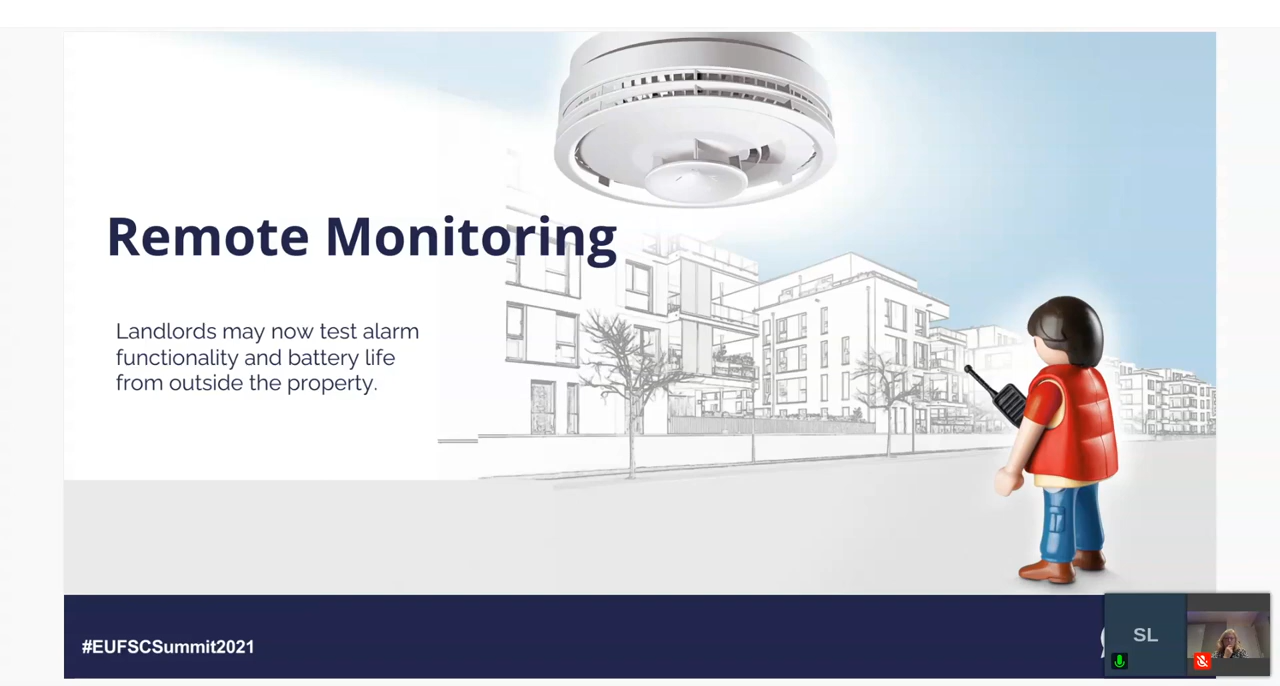 Remote Monitoring
Landlords may now test alarm
functionality and battery life
from outside the property.
#EUFSCSummit2021
SL